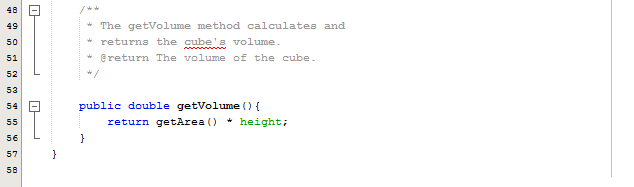 48 /**
49 * The getVolume method calculates and
50 * returns the cube's volume.
51 * @return The volume of the cube.
52 */
53
54 public double getVolume(){
55 return getArea() * height;
56 }
57 }
58